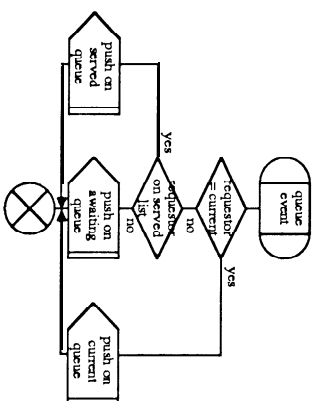 queue
event
requestor
= current
yes
no
requestor
on served
list
yes
no
push on
served
queue
push on
awaiting
queue
push on
current
queue